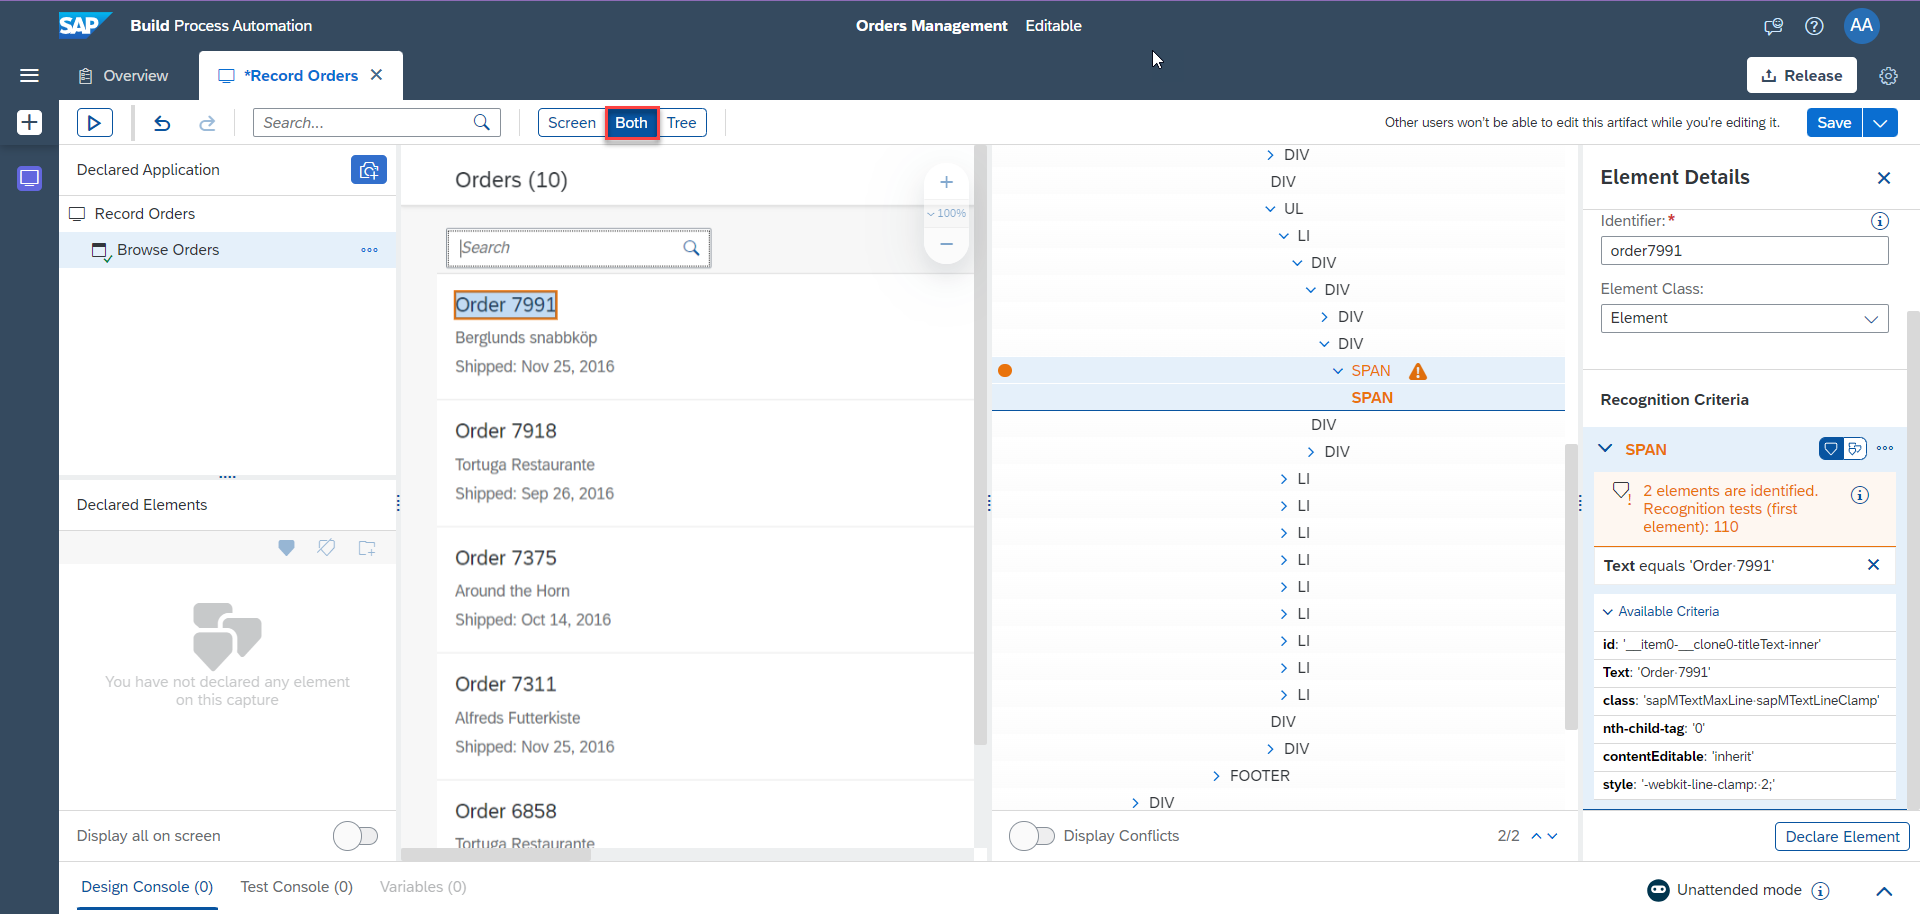 SAP Build Process Automation
Orders Management Editable
AA
Overview
*Record Orders
Release
Search...
Screen Both Tree
Other users won't be able to edit this artifact while you're editing it.
Save
Declared Application
Record Orders
Browse Orders
Declared Elements
You have not declared any element
on this capture
Display all on screen
Orders (10)
100%
Search
Order 7991
Berglunds snabbköp
Shipped: Nov 25, 2016
Order 7918
Tortuga Restaurante
Shipped: Sep 26, 2016
Order 7375
Around the Horn
Shipped: Oct 14, 2016
Order 7311
Alfreds Futterkiste
Shipped: Nov 25, 2016
Order 6858
Tortuga Restaurante
DIV
DIV
UL
LI
DIV
DIV
DIV
DIV
SPAN
SPAN
DIV
DIV
LI
LI
LI
LI
LI
LI
LI
LI
LI
DIV
DIV
FOOTER
DIV
Display Conflicts
2/2
Element Details
Identifier:*
order7991
Element Class:
Element
Recognition Criteria
SPAN
2 elements are identified.
Recognition tests (first
element): 110
Text equals 'Order·7991'
Available Criteria
id: '__item0-__clone0-titleText-inner'
Text: 'Order·7991'
class: 'sapMTextMaxLine·sapMTextLineClamp'
nth-child-tag: '0'
contentEditable: 'inherit'
style: '-webkit-line-clamp:·2;'
Declare Element
Design Console (0) Test Console (0) Variables (0)
Unattended mode